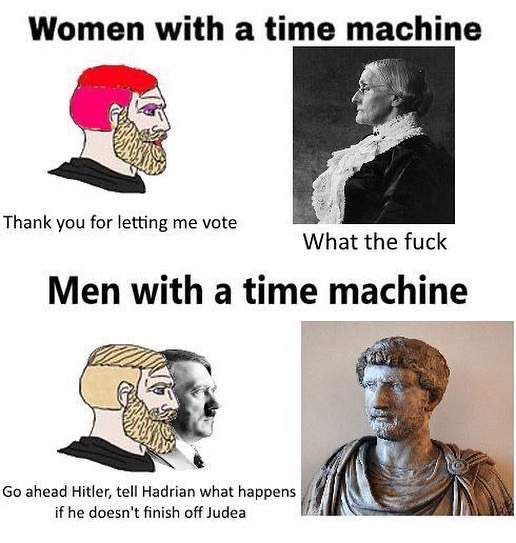 Women with a time machine
Thank you for letting me vote
What the fuck
Men with a time machine
Go ahead Hitler, tell Hadrian what happens
if he doesn't finish off Judea